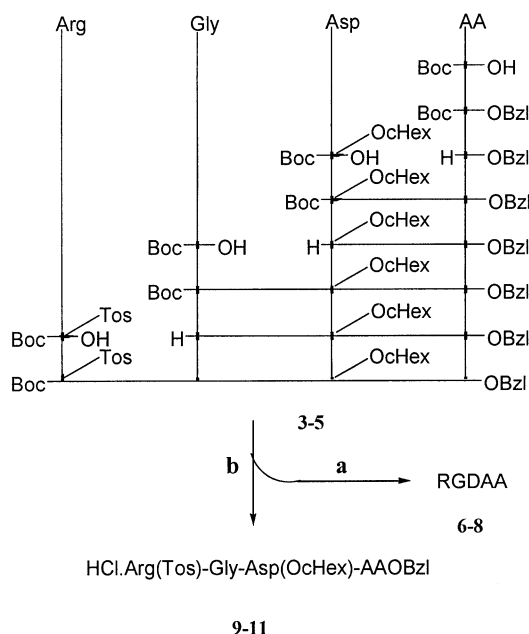 Arg Gly Asp AA
Boc OH
Boc OBzl
OcHex
Boc OH H OBzl
OcHex
Boc OBzl
OcHex
Boc OH H OBzl
OcHex
Boc OBzl
Tos OcHex
Boc OH H OBzl
Tos OcHex
Boc OBzl
3-5
b a
RGDAA
6-8
HCl.Arg(Tos)-Gly-Asp(OcHex)-AAOBzl
9-11